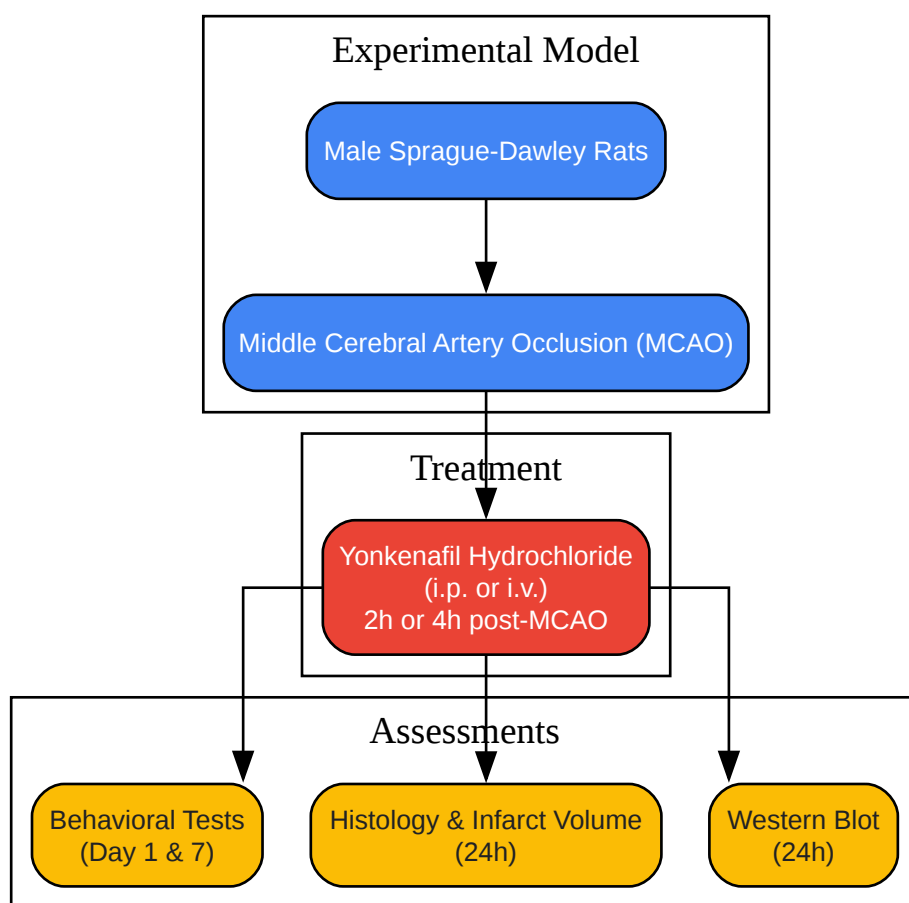 Experimental Model
Male Sprague-Dawley Rats
Middle Cerebral Artery Occlusion (MCAO)
Treatment
Yonkenafil Hydrochloride
(i.p. or i.v.)
2h or 4h post-MCAO
Assessments
Behavioral Tests
(Day 1 & 7)
Histology & Infarct Volume
(24h)
Western Blot
(24h)